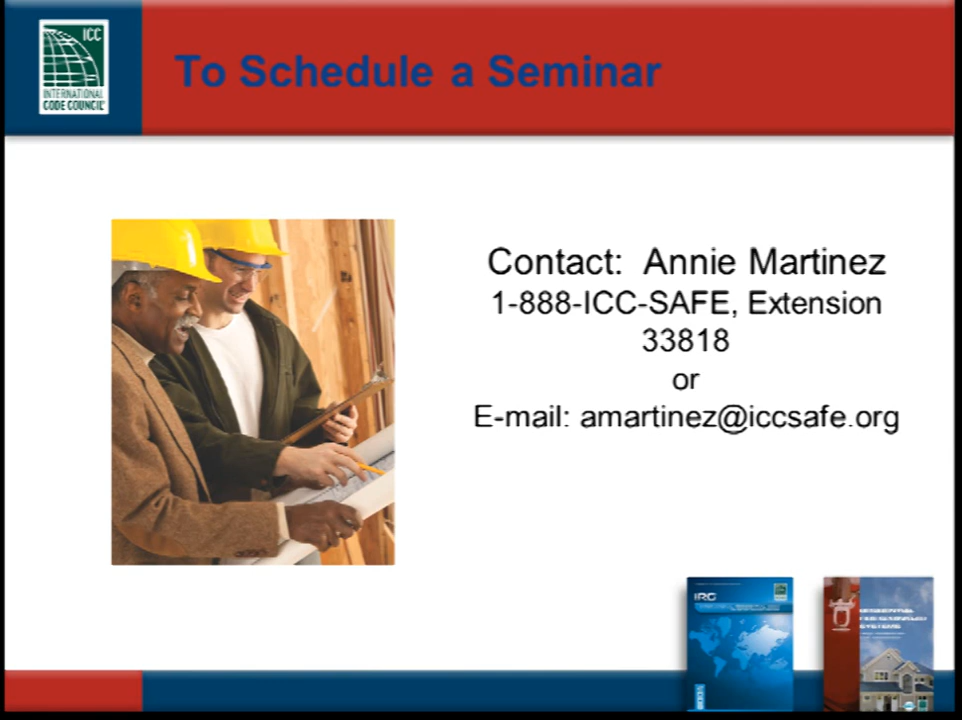 ICC
INTERNATIONAL
CODE COUNCIL
To Schedule a Seminar
Contact: Annie Martinez
1-888-ICC-SAFE, Extension
33818
or
E-mail: amartinez@iccsafe.org
IRC